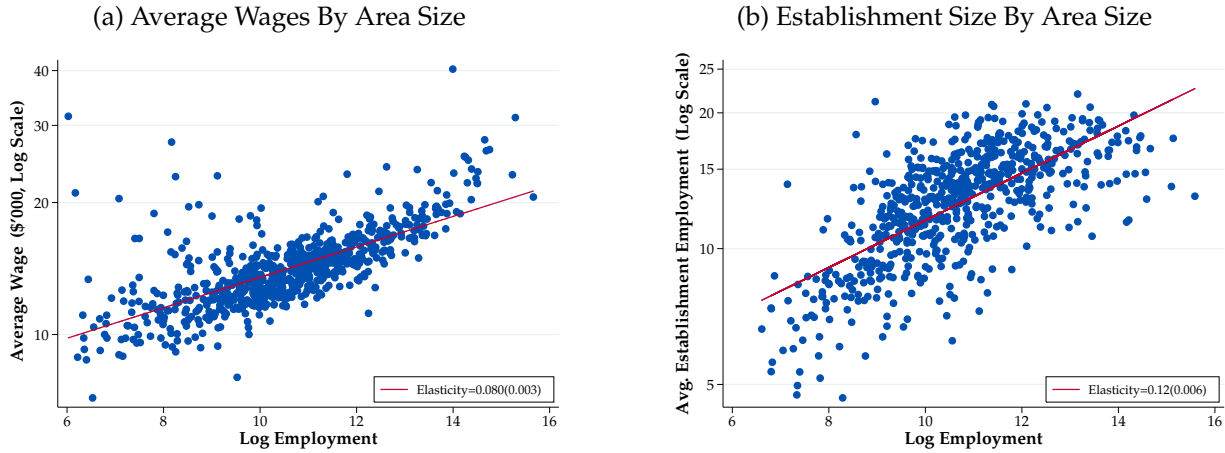 (a) Average Wages By Area Size
Average Wage ($'000, Log Scale)
40
30
20
10
6
8
10
12
14
16
Log Employment
Elasticity=0.080(0.003)
(b) Establishment Size By Area Size
Avg. Establishment Employment (Log Scale)
25
20
15
10
5
6
8
10
12
14
16
Log Employment
Elasticity=0.12(0.006)